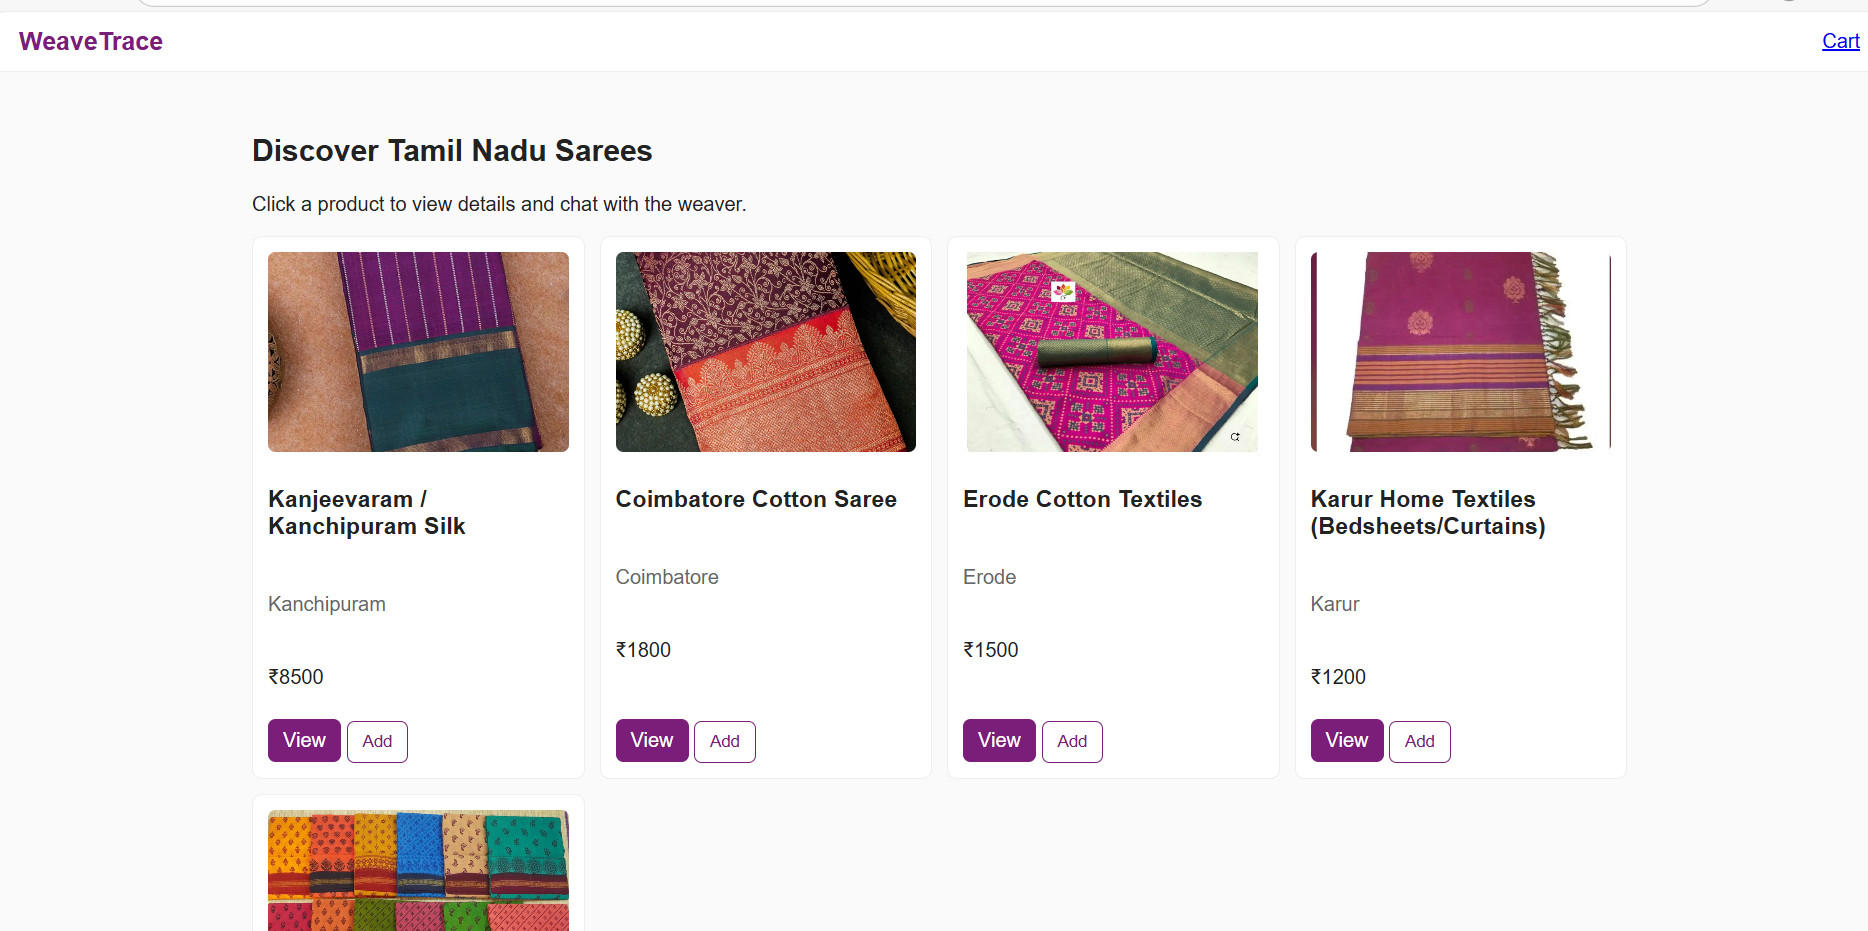 WeaveTrace
Cart
Discover Tamil Nadu Sarees
Click a product to view details and chat with the weaver.
Kanjeevaram /
Kanchipuram Silk
Kanchipuram
₹8500
View
Add
Coimbatore Cotton Saree
Coimbatore
₹1800
View
Add
Erode Cotton Textiles
Erode
₹1500
View
Add
Karur Home Textiles
(Bedsheets/Curtains)
Karur
₹1200
View
Add